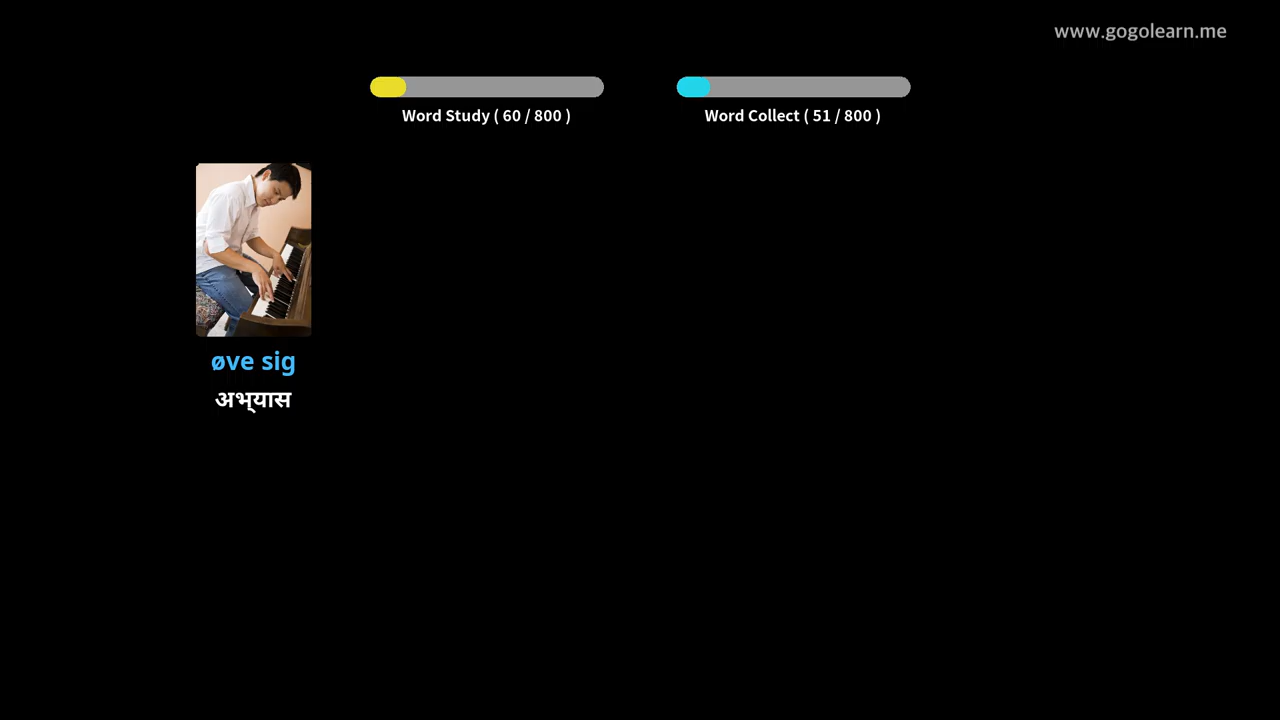 www.gogolearn.me
Word Study ( 60 / 800 )
Word Collect ( 51 / 800 )
øve sig
अभ्यास